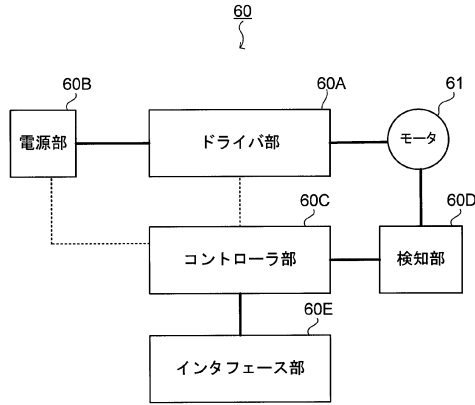 60
60B
電源部
60A
ドライバ部
61
モータ
60C
コントローラ部
60D
検知部
60E
インタフェース部